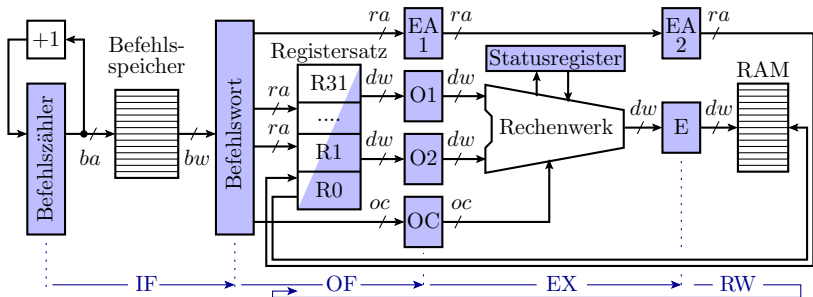 +1
Befehls-
speicher
Befehlszähler
ba
bw
Befehlswort
ra
EA
1
ra
EA
2
ra
Registersatz
Statusregister
RAM
R31
dw
O1
dw
ra
....
ra
R1
dw
O2
dw
Rechenwerk
dw
E
dw
R0
oc
OC
oc
IF
OF
EX
RW